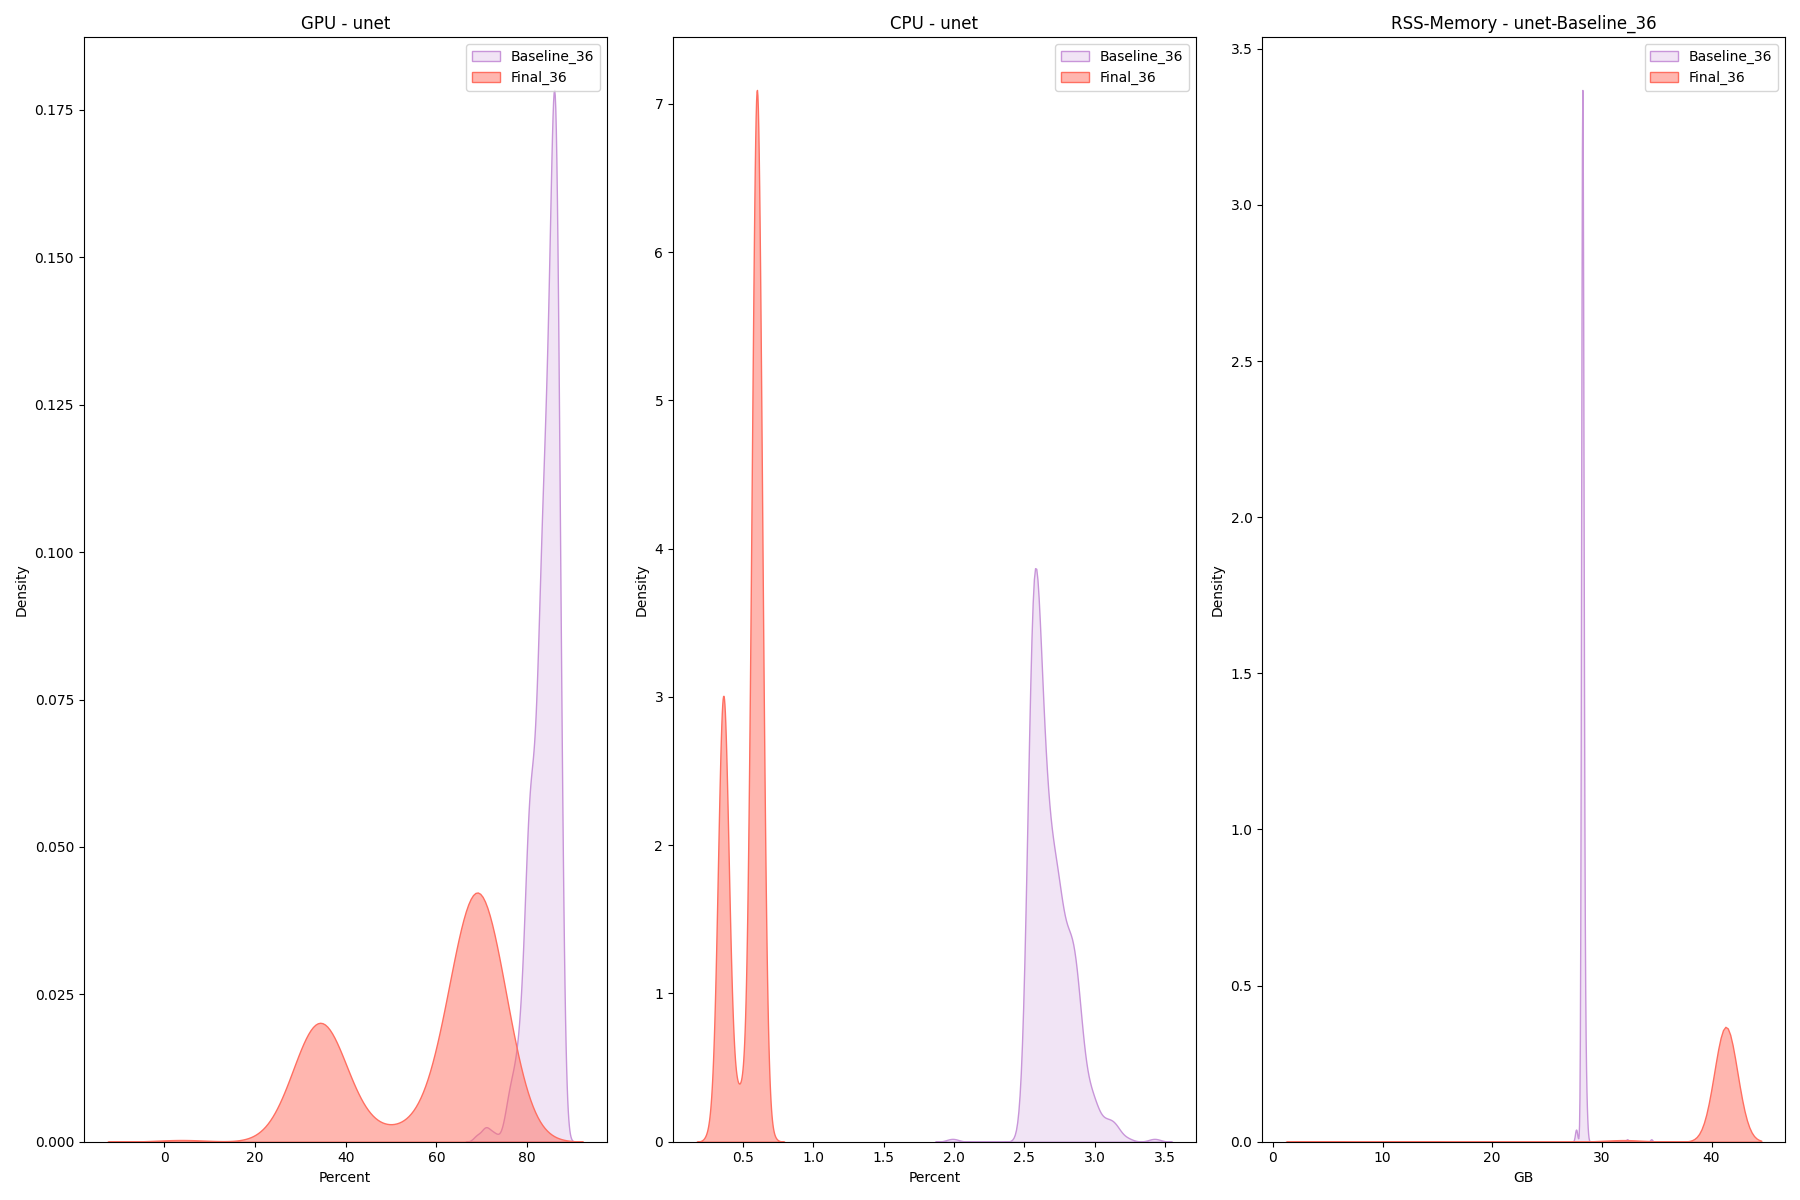 GPU - unet
Baseline_36
Final_36
0.175
0.150
0.125
0.100
0.075
0.050
0.025
0.000
Density
0
20
40
60
80
Percent
CPU - unet
Baseline_36
Final_36
7
6
5
4
3
2
1
0
Density
0.5
1.0
1.5
2.0
2.5
3.0
3.5
Percent
RSS-Memory - unet-Baseline_36
Baseline_36
Final_36
3.5
3.0
2.5
2.0
1.5
1.0
0.5
0.0
Density
0
10
20
30
40
GB